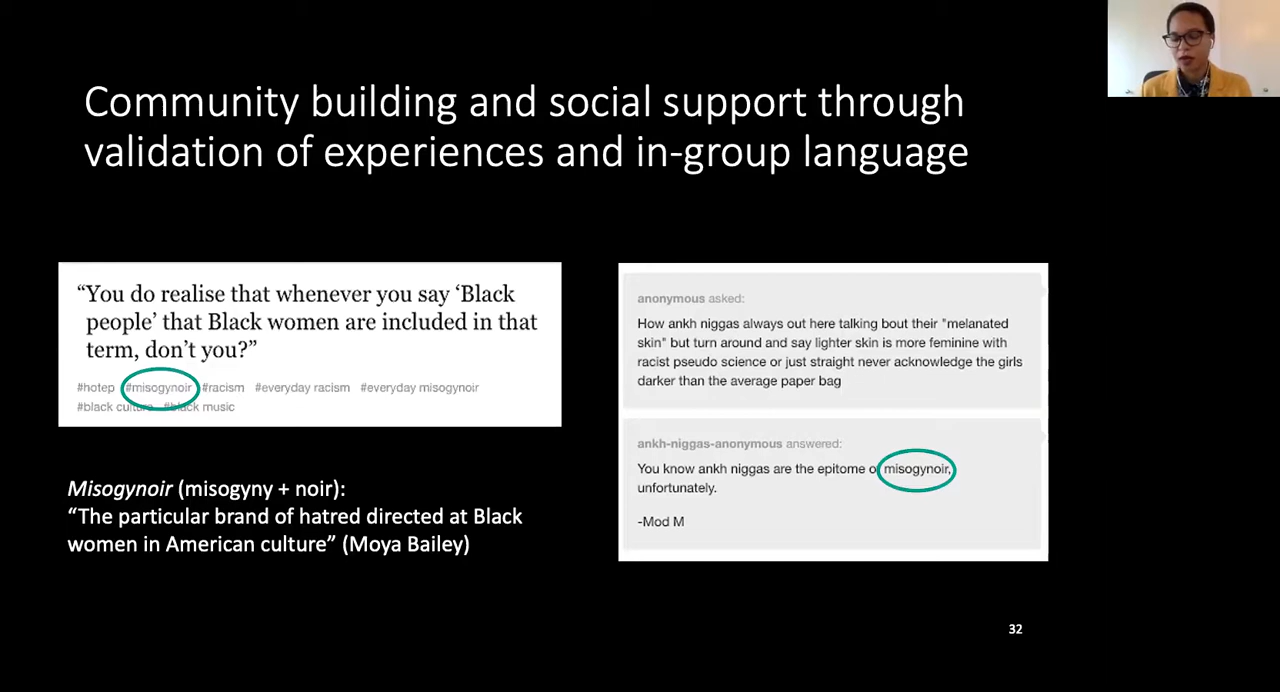 Community building and social support through
validation of experiences and in-group language
“You do realise that whenever you say ‘Black
people’ that Black women are included in that
term, don’t you?”
#hotep #misogynoir #racism #everyday racism #everyday misogynoir
#black culture #black music
Misogynoir (misogyny + noir):
“The particular brand of hatred directed at Black
women in American culture” (Moya Bailey)
anonymous asked:
How ankh niggas always out here talking bout their "melanated
skin" but turn around and say lighter skin is more feminine with
racist pseudo science or just straight never acknowledge the girls
darker than the average paper bag
ankh-niggas-anonymous answered:
You know ankh niggas are the epitome of misogynoir,
unfortunately.
-Mod M
32